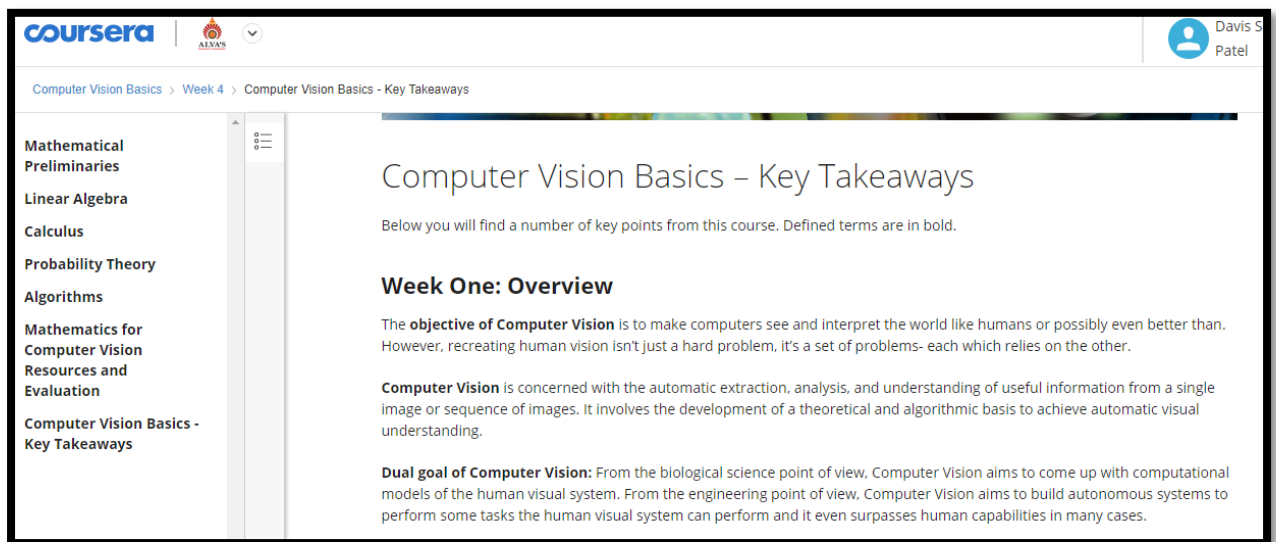 coursera
ALVA'S
Davis S
Patel
Computer Vision Basics > Week 4 > Computer Vision Basics - Key Takeaways
Mathematical
Preliminaries
Linear Algebra
Calculus
Probability Theory
Algorithms
Mathematics for
Computer Vision
Resources and
Evaluation
Computer Vision Basics -
Key Takeaways
Computer Vision Basics – Key Takeaways
Below you will find a number of key points from this course. Defined terms are in bold.
Week One: Overview
The objective of Computer Vision is to make computers see and interpret the world like humans or possibly even better than.
However, recreating human vision isn't just a hard problem, it's a set of problems- each which relies on the other.
Computer Vision is concerned with the automatic extraction, analysis, and understanding of useful information from a single
image or sequence of images. It involves the development of a theoretical and algorithmic basis to achieve automatic visual
understanding.
Dual goal of Computer Vision: From the biological science point of view, Computer Vision aims to come up with computational
models of the human visual system. From the engineering point of view, Computer Vision aims to build autonomous systems to
perform some tasks the human visual system can perform and it even surpasses human capabilities in many cases.